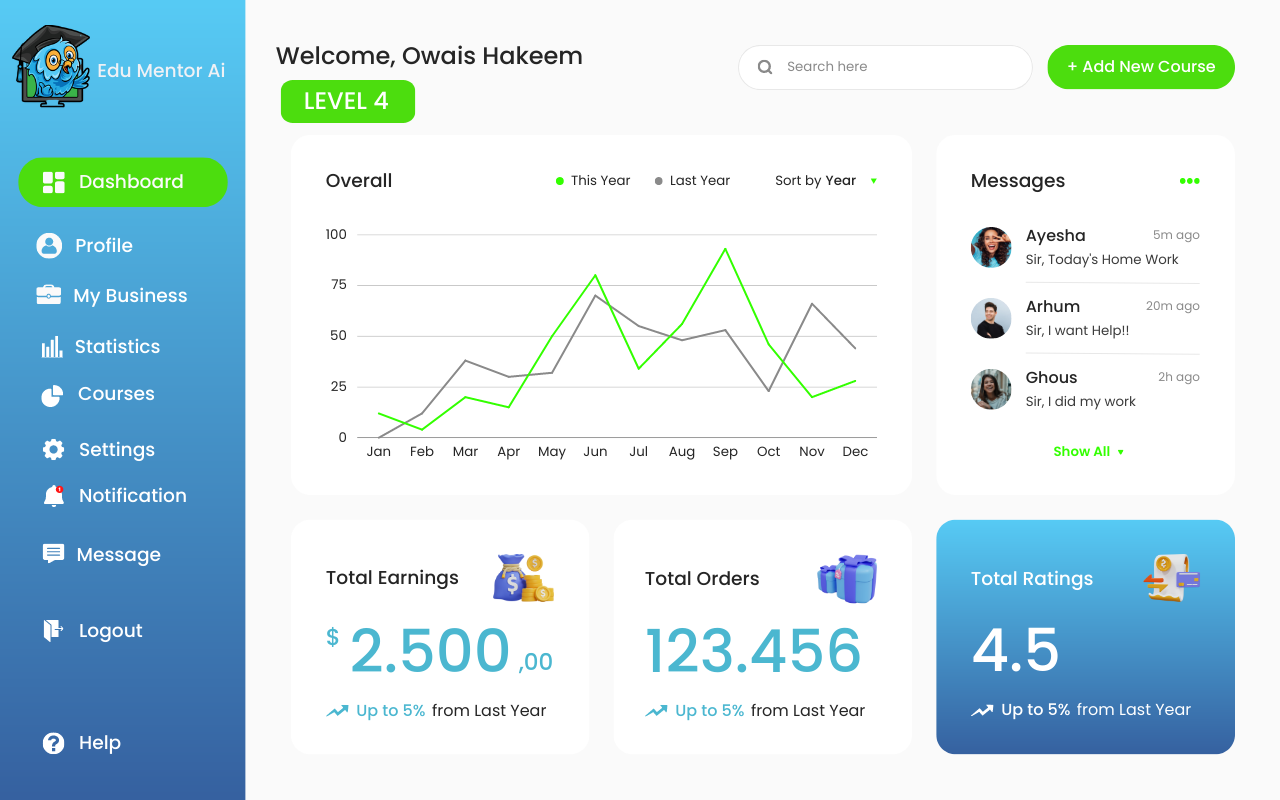 Edu Mentor Ai
Dashboard
Profile
My Business
Statistics
Courses
Settings
Notification
Message
Logout
Help
Welcome, Owais Hakeem
LEVEL 4
Search here
+ Add New Course
Overall
This Year
Last Year
Sort by Year
100
75
50
25
0
Jan Feb Mar Apr May Jun Jul Aug Sep Oct Nov Dec
Messages
Ayesha 5m ago
Sir, Today's Home Work
Arhum 20m ago
Sir, I want Help!!
Ghous 2h ago
Sir, I did my work
Show All
Total Earnings
$ 2.500 ,00
Up to 5% from Last Year
Total Orders
123.456
Up to 5% from Last Year
Total Ratings
4.5
Up to 5% from Last Year